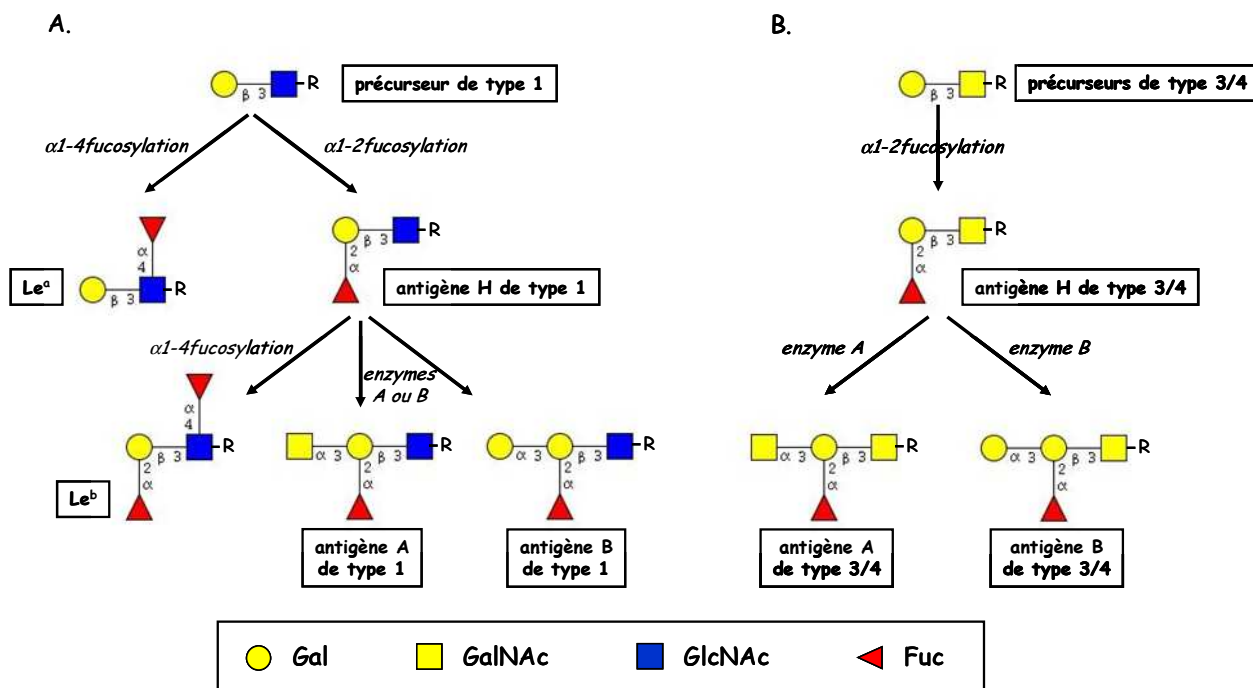 A.
B.
β 3 -R
précurseur de type 1
β 3 -R
précurseurs de type 3/4
α1-4fucosylation
α1-2fucosylation
α1-2fucosylation
α
4
β 3 -R
Leᵃ
β 3 -R
2
α
antigène H de type 1
β 3 -R
2
α
antigène H de type 3/4
α1-4fucosylation
enzymes
A ou B
enzyme A
enzyme B
α
4
β 3 -R
2
α
Leᵇ
α 3 β 3 -R
2
α
antigène A
de type 1
α 3 β 3 -R
2
α
antigène B
de type 1
α 3 β 3 -R
2
α
antigène A
de type 3/4
α 3 β 3 -R
2
α
antigène B
de type 3/4
Gal GalNAc GlcNAc Fuc